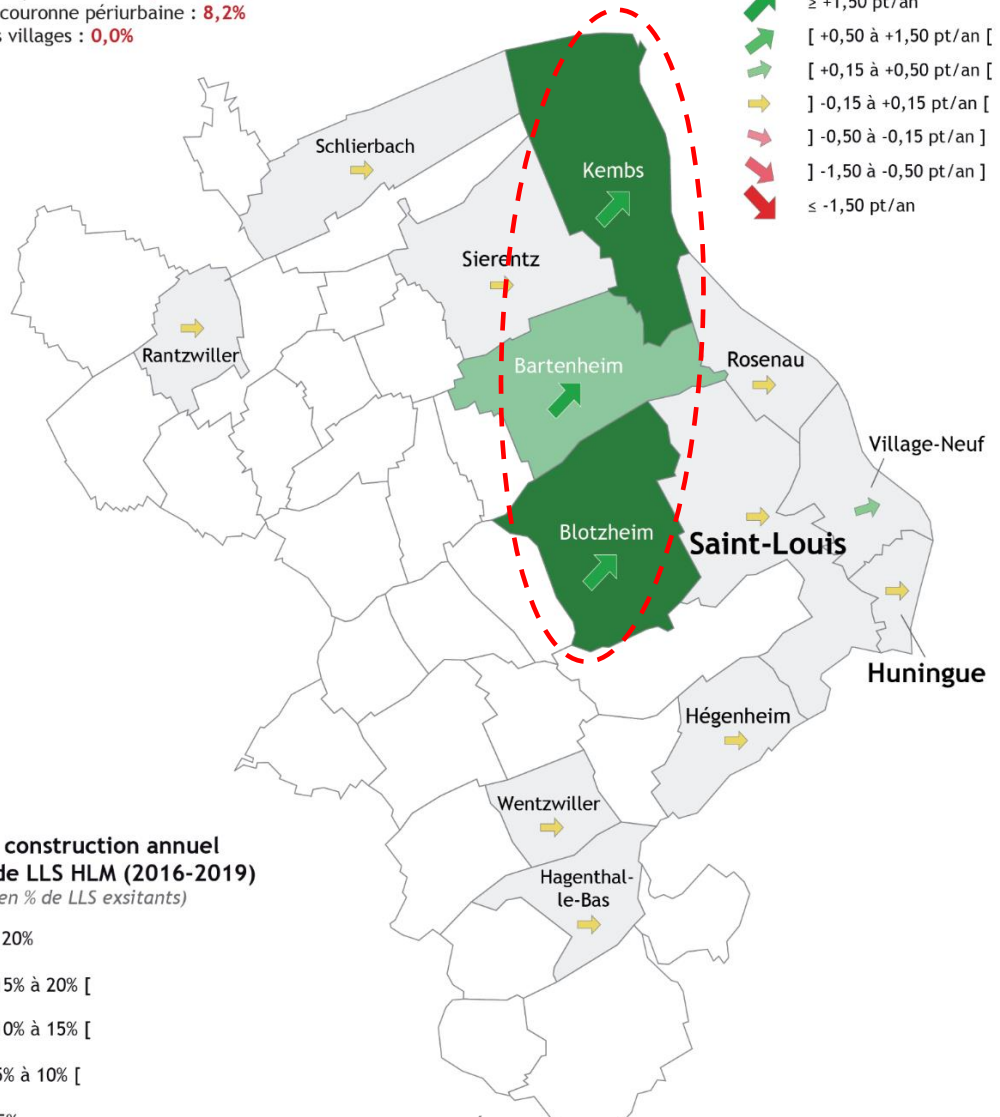 couronne périurbaine : 8,2%
s villages : 0,0%
≥ +1,50 pt/an
[ +0,50 à +1,50 pt/an [
[ +0,15 à +0,50 pt/an [
] -0,15 à +0,15 pt/an [
] -0,50 à -0,15 pt/an ]
] -1,50 à -0,50 pt/an ]
≤ -1,50 pt/an
Schlierbach
Kembs
Sierentz
Rantzwiller
Bartenheim
Rosenau
Village-Neuf
Blotzheim
Saint-Louis
Huningue
Hégenheim
Wentzwiller
Hagenthal-
le-Bas
construction annuel
de LLS HLM (2016-2019)
en % de LLS exsitants)
20%
5% à 20% [
0% à 15% [
% à 10% [